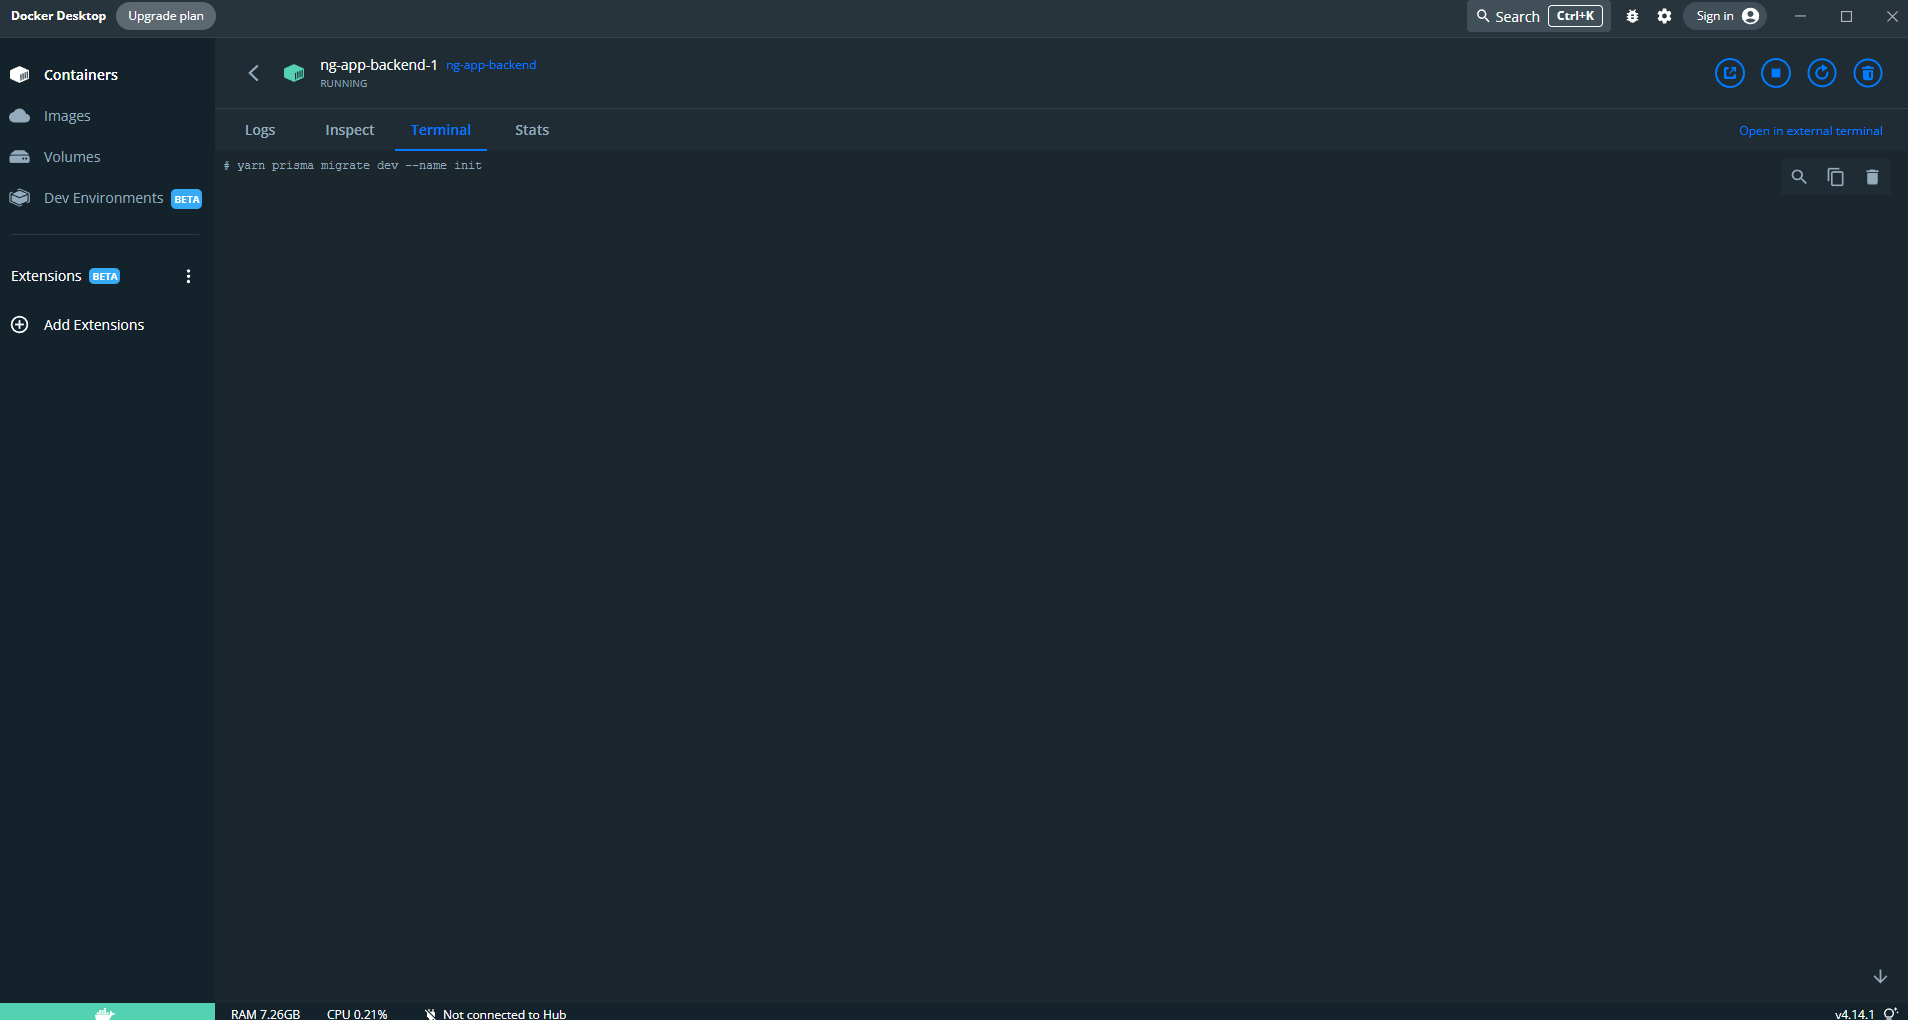 Docker Desktop Upgrade plan Search Ctrl+K Sign in
Containers
Images
Volumes
Dev Environments BETA
Extensions BETA
Add Extensions
ng-app-backend-1 ng-app-backend
RUNNING
Logs Inspect Terminal Stats Open in external terminal
# yarn prisma migrate dev --name init
RAM 7.26GB CPU 0.21% Not connected to Hub v4.14.1